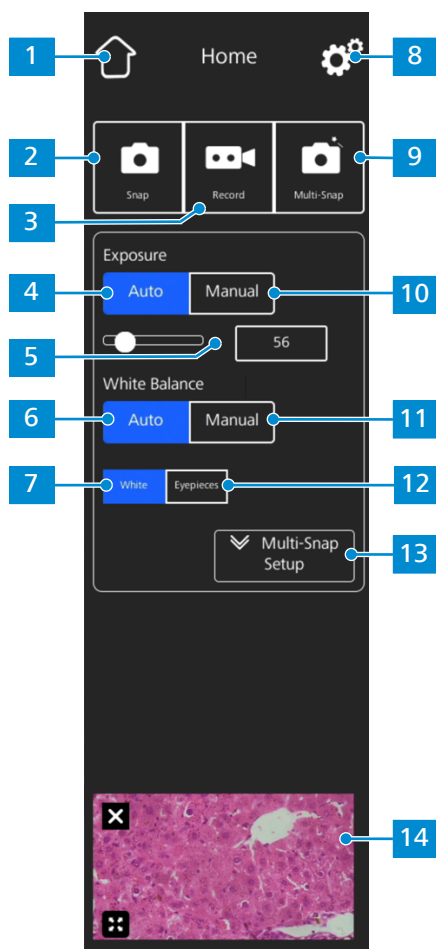 1 Home 8
2 Snap Record Multi-Snap 9
3
Exposure
4 Auto Manual 10
5 56
White Balance
6 Auto Manual 11
7 White Eyepieces 12
Multi-Snap
Setup 13
14